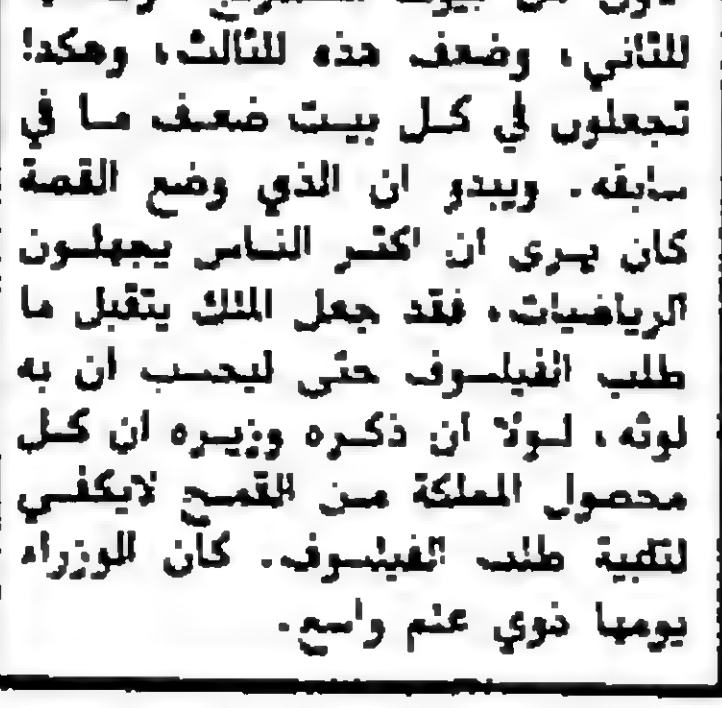 للثاني، وضعف هذه للثالث، وهكذا
تجعلون في كل بيت ضعف ما في
سابقه. ويبدو ان الذي وضع القصة
كان يرى ان اكثر الناس يجهلون
الرياضيات، فقد جعل الملك يتقبل ما
طلب الفيلسوف حتى ليحسب ان به
لوثه، لولا ان ذكره وزيره ان كل
محصول المملكة من القمح لايكفي
لتلبية طلب الفيلسوف. كان الوزراء
يومها ذوي علم واسع.